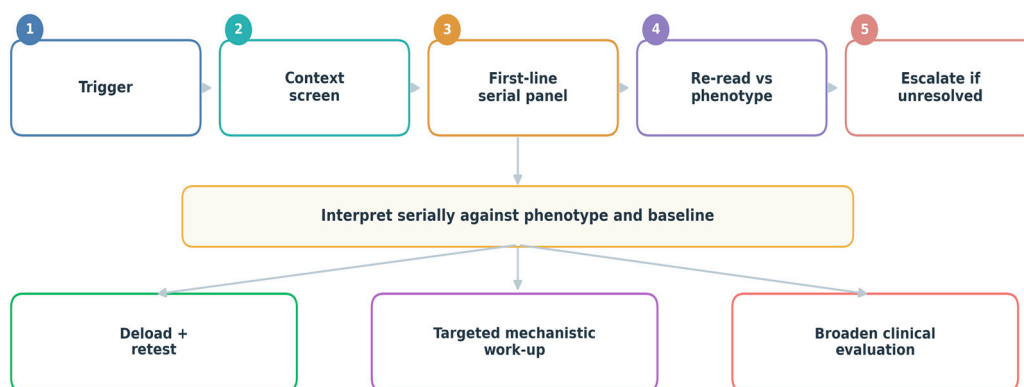 1
Trigger
2
Context
screen
3
First-line
serial panel
4
Re-read vs
phenotype
5
Escalate if
unresolved
Interpret serially against phenotype and baseline
Deload +
retest
Targeted mechanistic
work-up
Broaden clinical
evaluation